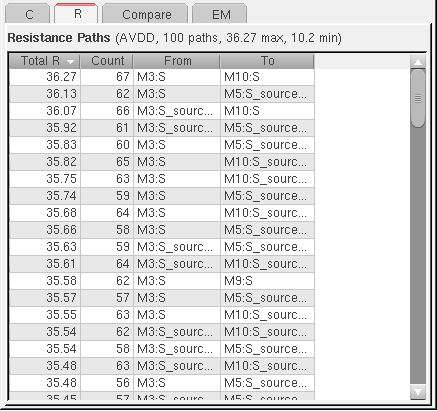 C R Compare EM
Resistance Paths (AVDD, 100 paths, 36.27 max, 10.2 min)
Total R Count From To
36.27 67 M3:S M10:S
36.13 62 M3:S M5:S_source...
36.07 66 M3:S_sourc... M10:S
35.92 61 M3:S_sourc... M5:S_source...
35.83 60 M3:S M5:S_source...
35.82 65 M3:S M10:S_sourc...
35.75 63 M3:S M10:S_sourc...
35.74 59 M3:S M5:S_source...
35.68 64 M3:S M10:S_sourc...
35.66 58 M3:S M5:S_source...
35.63 59 M3:S_sourc... M5:S_source...
35.61 64 M3:S_sourc... M10:S_sourc...
35.58 62 M3:S M9:S
35.57 57 M3:S M5:S_source...
35.55 63 M3:S M10:S_sourc...
35.54 62 M3:S_sourc... M10:S_sourc...
35.54 58 M3:S_sourc... M5:S_source...
35.48 63 M3:S_sourc... M10:S_sourc...
35.48 56 M3:S M5:S_source...
35.45 57 M3:S_sourc... M5:S_source...